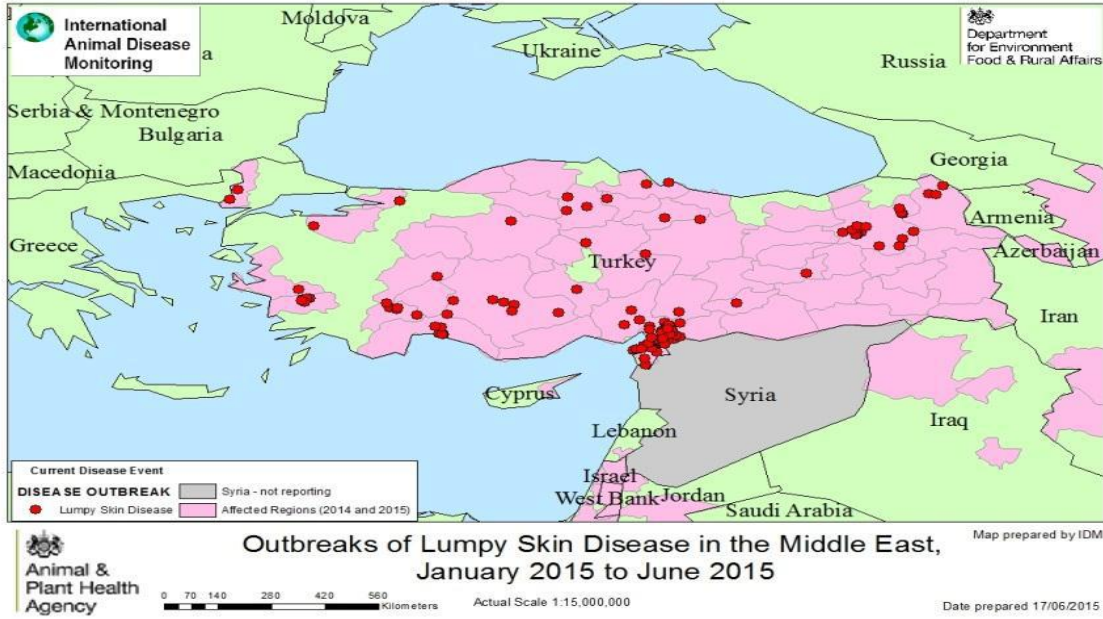 International
Animal Disease
Monitoring
Moldova
Ukraine
Russia
Department
for Environment
Food & Rural Affairs
a
Serbia & Montenegro
Bulgaria
Macedonia
Georgia
Greece
Armenia
Azerbaijan
Turkey
Iran
Cyprus
Syria
Lebanon
Iraq
Israel
West Bank
Jordan
Saudi Arabia
Current Disease Event
DISEASE OUTBREAK
Syria - not reporting
Lumpy Skin Disease
Affected Regions (2014 and 2015)
Animal &
Plant Health
Agency
Outbreaks of Lumpy Skin Disease in the Middle East,
January 2015 to June 2015
Map prepared by IDM
0 70 140 280 420 560
Kilometers
Actual Scale 1:15,000,000
Date prepared 17/06/2015